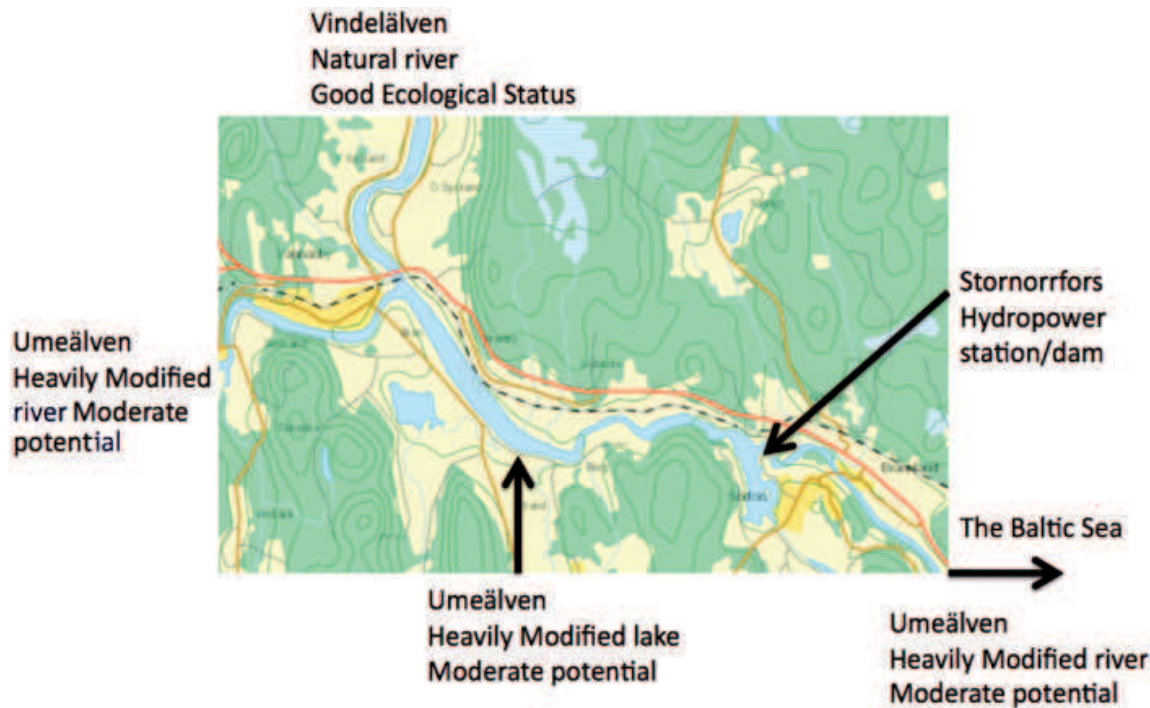 Vindelälven
Natural river
Good Ecological Status
Stornorrfors
Hydropower
station/dam
Umeälven
Heavily Modified
river Moderate
potential
The Baltic Sea
Umeälven
Heavily Modified lake
Moderate potential
Umeälven
Heavily Modified river
Moderate potential